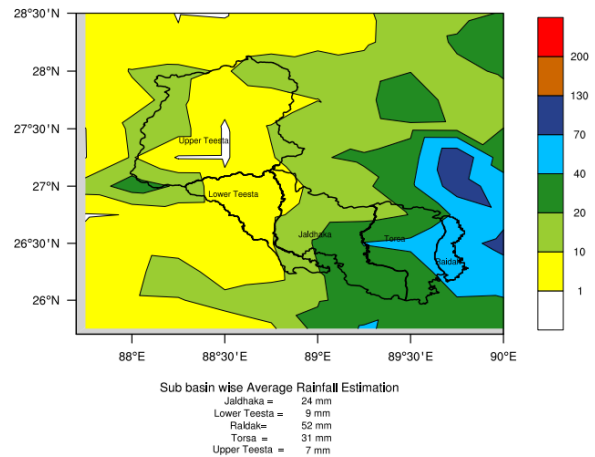 28°30'N
28°N
27°30'N
27°N
26°30'N
26°N
88°E
88°30'E
89°E
89°30'E
90°E
Upper Teesta
Lower Teesta
Jaldhaka
Torsa
Raldak
200
130
70
40
20
10
1
Sub basin wise Average Rainfall Estimation
Jaldhaka = 24 mm
Lower Teesta = 9 mm
Raldak= 52 mm
Torsa = 31 mm
Upper Teesta = 7 mm